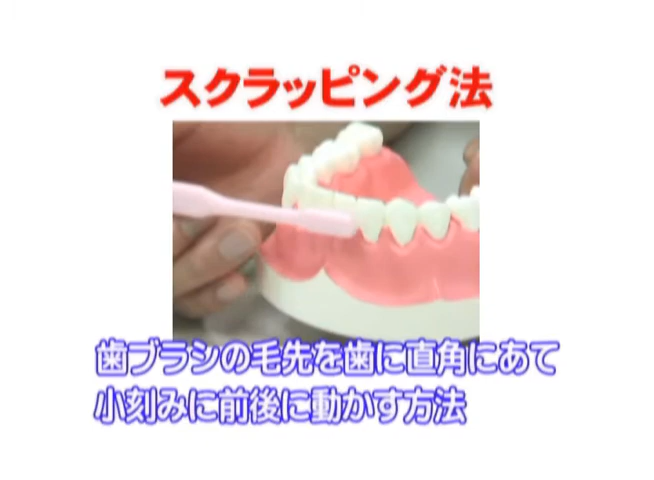 スクラッピング法
歯ブラシの毛先を歯に直角にあて
小刻みに前後に動かす方法